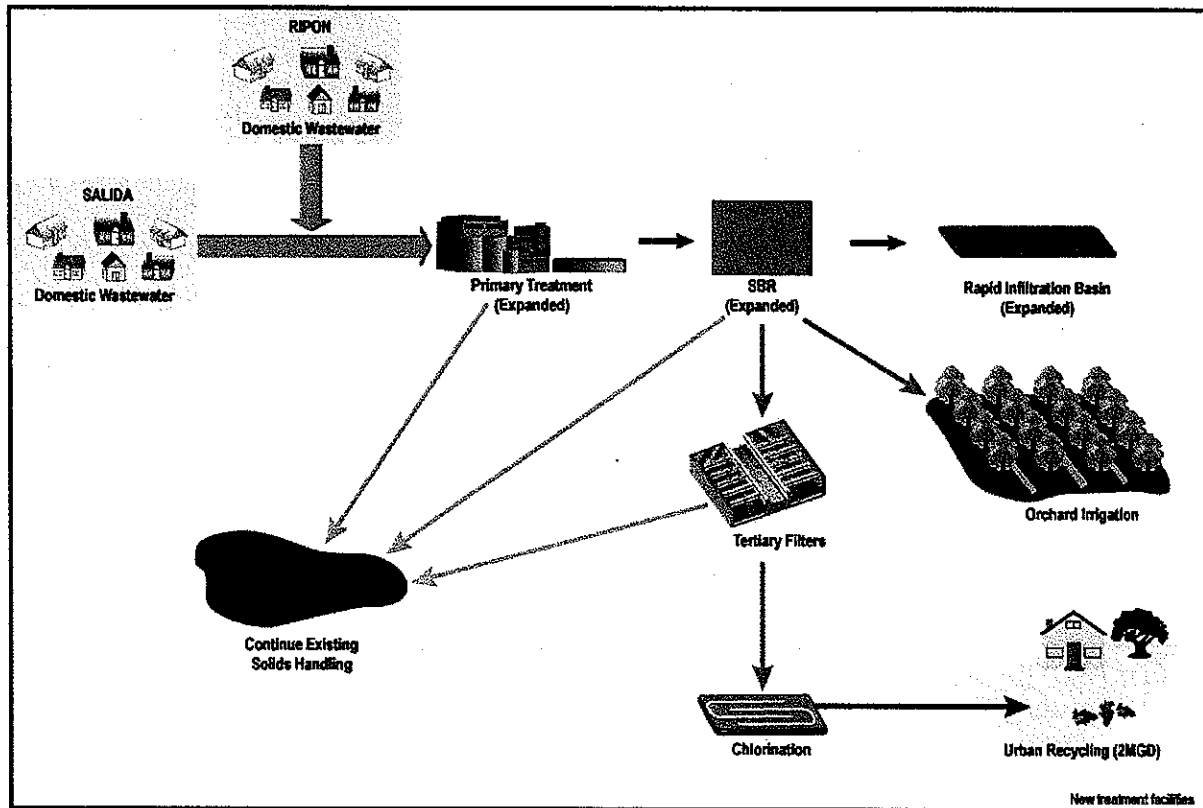 RIPON
Domestic Wastewater
SALIDA
Domestic Wastewater
Primary Treatment
(Expanded)
SBR
(Expanded)
Rapid Infiltration Basin
(Expanded)
Orchard Irrigation
Tertiary Filters
Continue Existing
Solids Handling
Chlorination
Urban Recycling (2MGD)
New treatment facilities